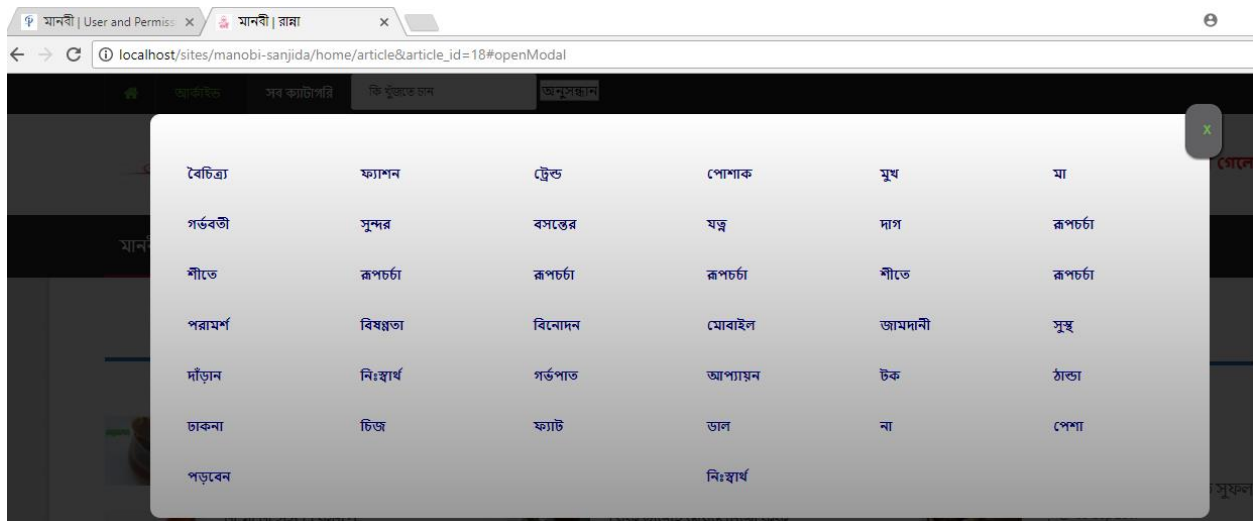 মানবী | User and Permiss
মানবী | রান্না
localhost/sites/manobi-sanjida/home/article&article_id=18#openModal
আর্কাইভ সব ক্যাটাগরি কি খুঁজতে চান অনুসন্ধান
x
গেলে
বৈচিত্র্য ফ্যাশন ট্রেন্ড পোশাক মুখ মা
গর্ভবতী সুন্দর বসন্তের যত্ন দাগ রূপচর্চা
শীতে রূপচর্চা রূপচর্চা রূপচর্চা শীতে রূপচর্চা
পরামর্শ বিষণ্নতা বিনোদন মোবাইল জামদানী সুস্থ
দাঁড়ান নিঃস্বার্থ গর্ভপাত আপ্যায়ন টক ঠান্ডা
ঢাকনা চিজ ফ্যাট ডাল না পেশা
পড়বেন নিঃস্বার্থ
সুফল